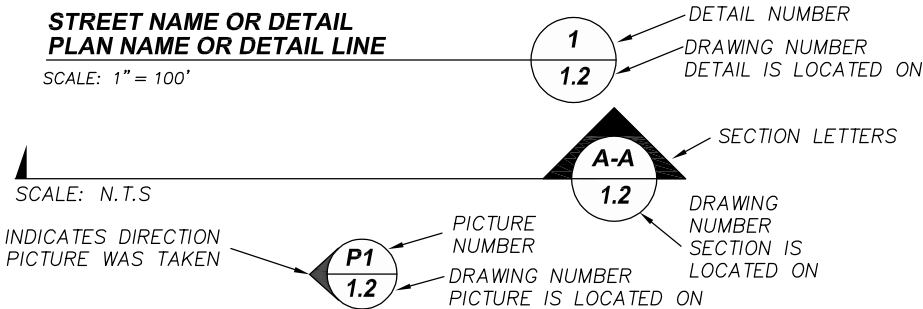 STREET NAME OR DETAIL
PLAN NAME OR DETAIL LINE
SCALE: 1" = 100'
1
1.2
DETAIL NUMBER
DRAWING NUMBER
DETAIL IS LOCATED ON
SCALE: N.T.S
A-A
1.2
SECTION LETTERS
DRAWING
NUMBER
SECTION IS
LOCATED ON
INDICATES DIRECTION
PICTURE WAS TAKEN
P1
1.2
PICTURE
NUMBER
DRAWING NUMBER
PICTURE IS LOCATED ON